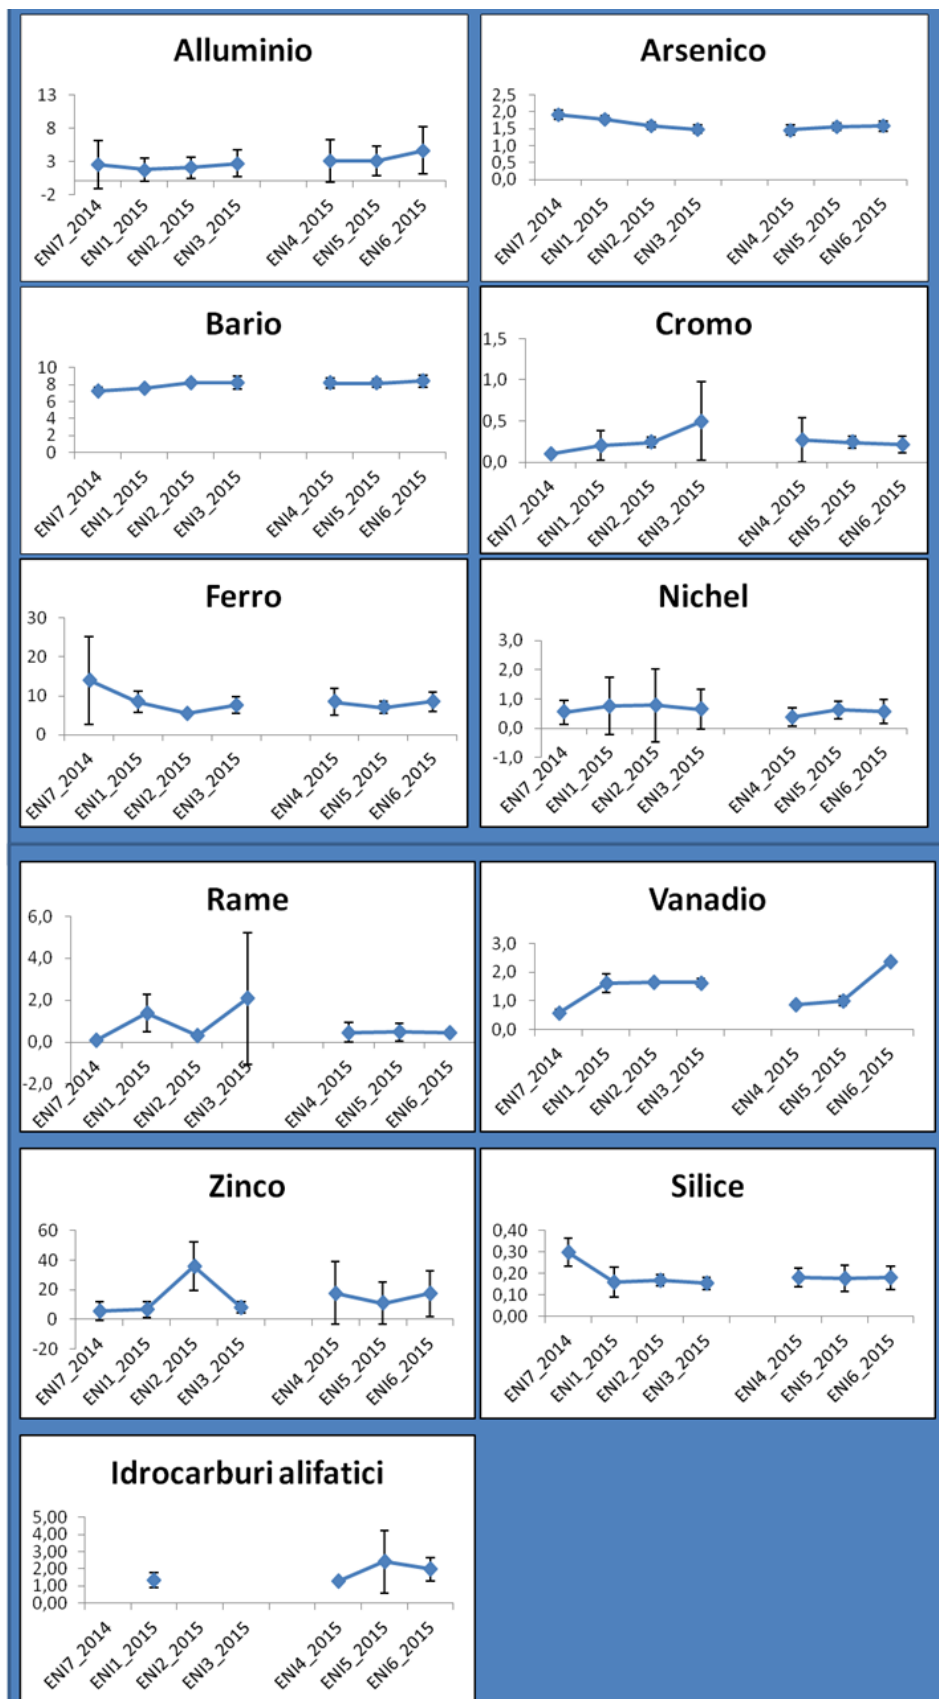 Alluminio
13
8
3
-2
ENI7_2014
ENI1_2015
ENI2_2015
ENI3_2015
ENI4_2015
ENI5_2015
ENI6_2015
Arsenico
2,5
2,0
1,5
1,0
0,5
0,0
ENI7_2014
ENI1_2015
ENI2_2015
ENI3_2015
ENI4_2015
ENI5_2015
ENI6_2015
Bario
10
8
6
4
2
0
ENI7_2014
ENI1_2015
ENI2_2015
ENI3_2015
ENI4_2015
ENI5_2015
ENI6_2015
Cromo
1,5
1,0
0,5
0,0
ENI7_2014
ENI1_2015
ENI2_2015
ENI3_2015
ENI4_2015
ENI5_2015
ENI6_2015
Ferro
30
20
10
0
ENI7_2014
ENI1_2015
ENI2_2015
ENI3_2015
ENI4_2015
ENI5_2015
ENI6_2015
Nichel
3,0
2,0
1,0
0,0
-1,0
ENI7_2014
ENI1_2015
ENI2_2015
ENI3_2015
ENI4_2015
ENI5_2015
ENI6_2015
Rame
6,0
4,0
2,0
0,0
-2,0
ENI7_2014
ENI1_2015
ENI2_2015
ENI3_2015
ENI4_2015
ENI5_2015
ENI6_2015
Vanadio
3,0
2,0
1,0
0,0
ENI7_2014
ENI1_2015
ENI2_2015
ENI3_2015
ENI4_2015
ENI5_2015
ENI6_2015
Zinco
60
40
20
0
-20
ENI7_2014
ENI1_2015
ENI2_2015
ENI3_2015
ENI4_2015
ENI5_2015
ENI6_2015
Silice
0,40
0,30
0,20
0,10
0,00
ENI7_2014
ENI1_2015
ENI2_2015
ENI3_2015
ENI4_2015
ENI5_2015
ENI6_2015
Idrocarburi alifatici
5,00
4,00
3,00
2,00
1,00
0,00
ENI7_2014
ENI1_2015
ENI2_2015
ENI3_2015
ENI4_2015
ENI5_2015
ENI6_2015